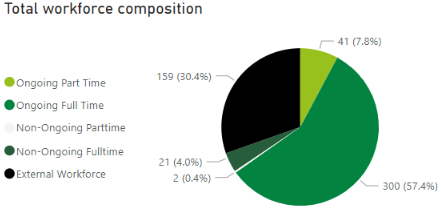 Total workforce composition
41 (7.8%)
159 (30.4%)
Ongoing Part Time
Ongoing Full Time
Non-Ongoing Parttime
Non-Ongoing Fulltime
21 (4.0%)
External Workforce
2 (0.4%)
300 (57.4%)